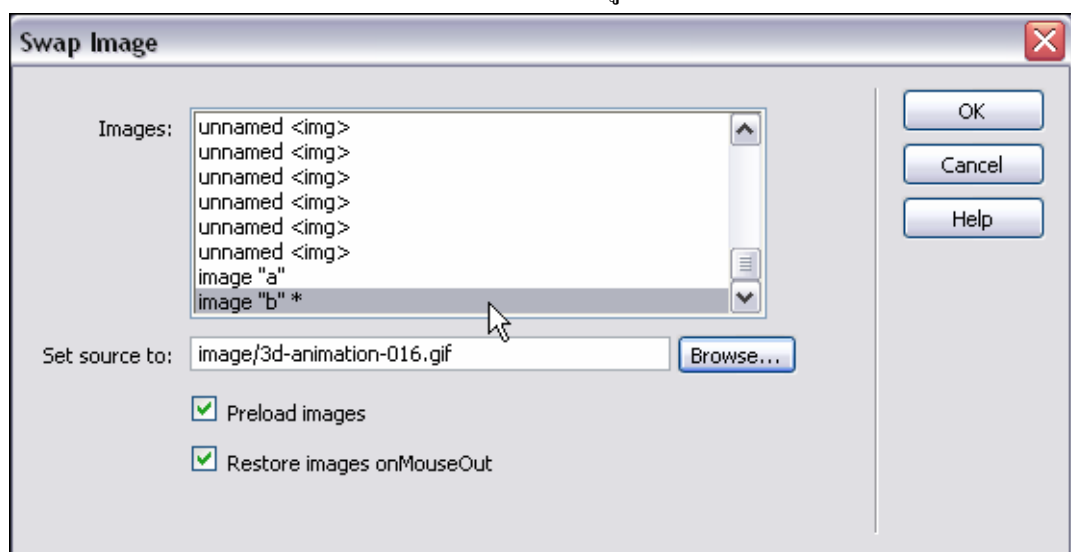 Swap Image
Images:
unnamed <img>
unnamed <img>
unnamed <img>
unnamed <img>
unnamed <img>
unnamed <img>
image "a"
image "b" *
Set source to:
image/3d-animation-016.gif
Browse...
Preload images
Restore images onMouseOut
OK
Cancel
Help